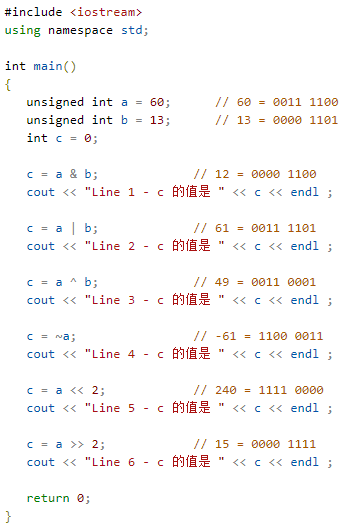 #include <iostream>
using namespace std;
int main()
{
unsigned int a = 60;      // 60 = 0011 1100
unsigned int b = 13;      // 13 = 0000 1101
int c = 0;
c = a & b;             // 12 = 0000 1100
cout << "Line 1 - c 的值是 " << c << endl ;
c = a | b;             // 61 = 0011 1101
cout << "Line 2 - c 的值是 " << c << endl ;
c = a ^ b;             // 49 = 0011 0001
cout << "Line 3 - c 的值是 " << c << endl ;
c = ~a;                // -61 = 1100 0011
cout << "Line 4 - c 的值是 " << c << endl ;
c = a << 2;            // 240 = 1111 0000
cout << "Line 5 - c 的值是 " << c << endl ;
c = a >> 2;            // 15 = 0000 1111
cout << "Line 6 - c 的值是 " << c << endl ;
return 0;
}